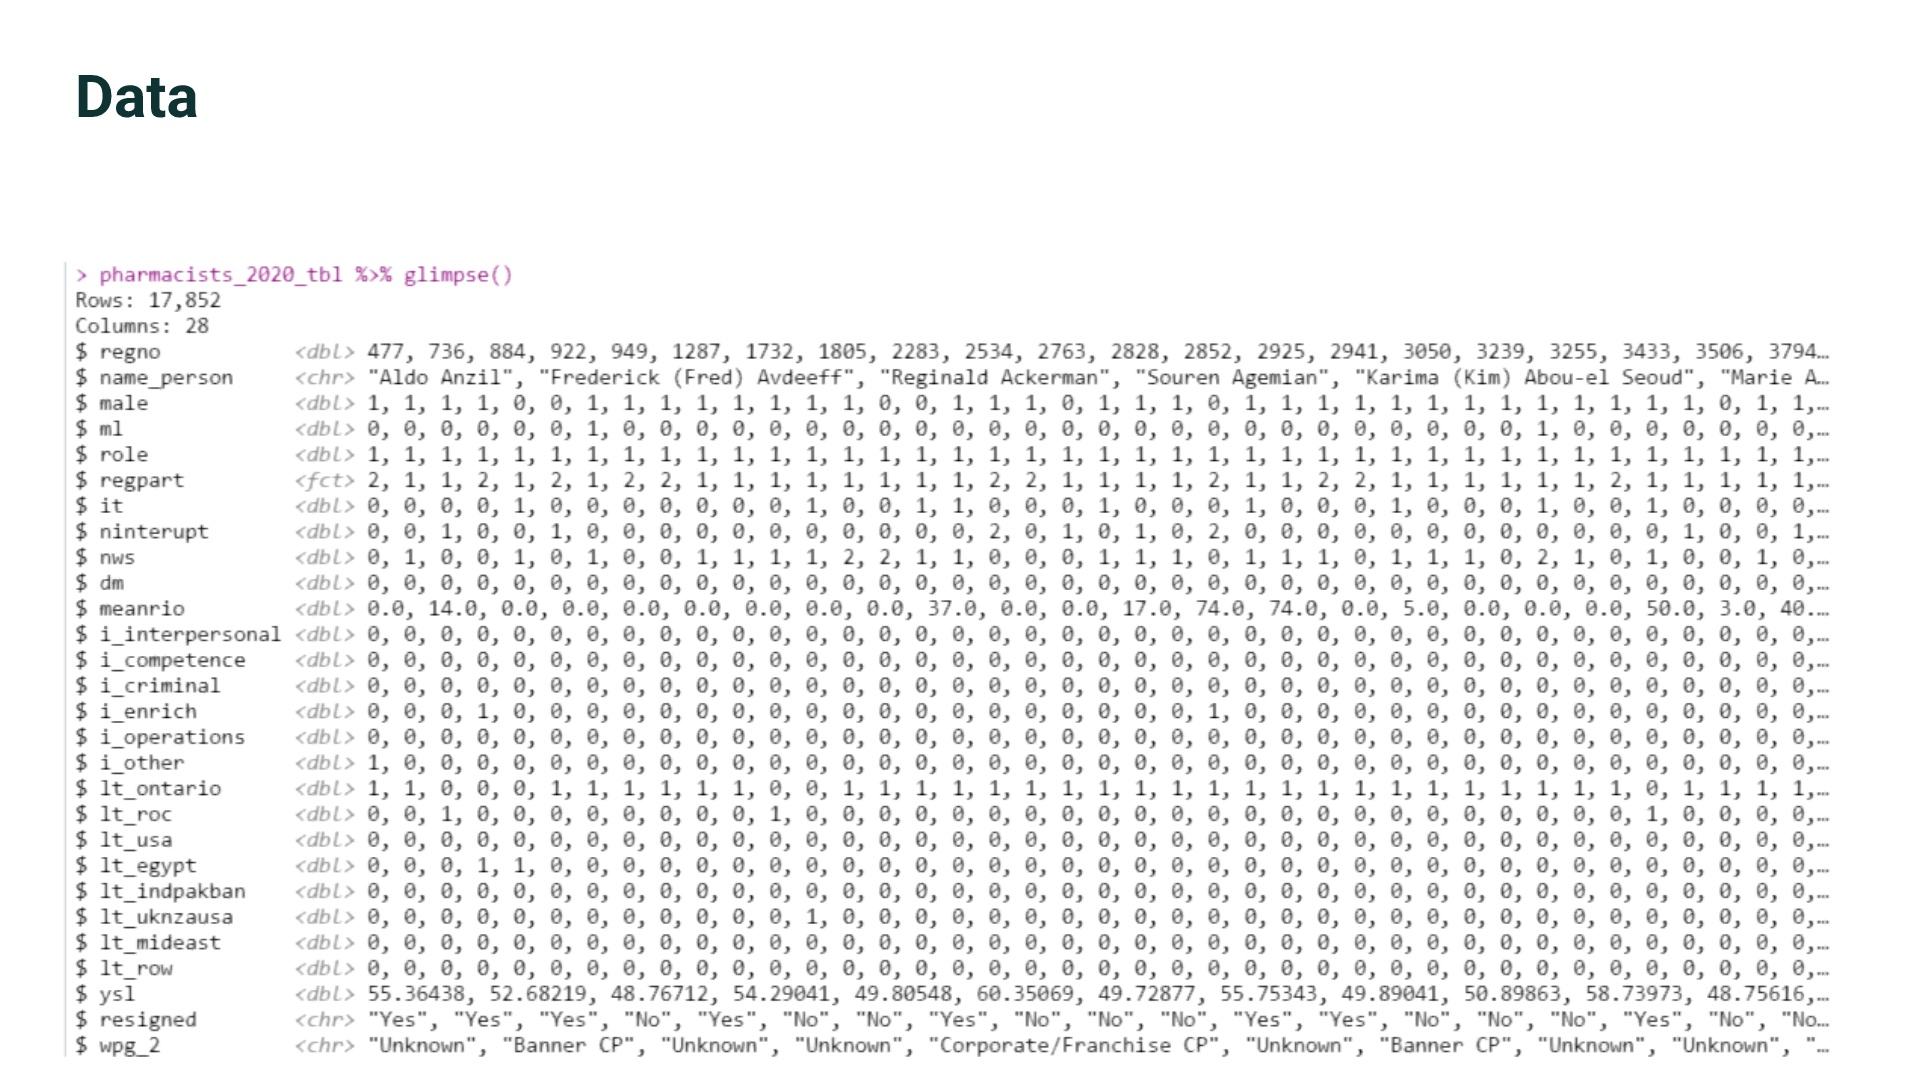 Data
> pharmacists_2020_tbl %>% glimpse()
Rows: 17,852
Columns: 28
$ regno <dbl> 477, 736, 884, 922, 949, 1287, 1732, 1805, 2283, 2534, 2763, 2828, 2852, 2925, 2941, 3050, 3239, 3255, 3433, 3506, 3794…
$ name_person <chr> "Aldo Anzil", "Frederick (Fred) Avdeeff", "Reginald Ackerman", "Souren Agemian", "Karima (Kim) Abou-el Seoud", "Marie A…
$ male <dbl> 1, 1, 1, 1, 0, 0, 1, 1, 1, 1, 1, 1, 1, 1, 0, 0, 1, 1, 1, 0, 1, 1, 1, 0, 1, 1, 1, 1, 1, 1, 1, 1, 1, 1, 1, 1, 1, 0, 1, 1,…
$ ml <dbl> 0, 0, 0, 0, 0, 0, 1, 0, 0, 0, 0, 0, 0, 0, 0, 0, 0, 0, 0, 0, 0, 0, 0, 0, 0, 0, 0, 0, 0, 0, 0, 0, 1, 0, 0, 0, 0, 0, 0, 0,…
$ role <dbl> 1, 1, 1, 1, 1, 1, 1, 1, 1, 1, 1, 1, 1, 1, 1, 1, 1, 1, 1, 1, 1, 1, 1, 1, 1, 1, 1, 1, 1, 1, 1, 1, 1, 1, 1, 1, 1, 1, 1, 1,…
$ regpart <fct> 2, 1, 1, 2, 1, 2, 1, 2, 2, 1, 1, 1, 1, 1, 1, 1, 1, 2, 2, 1, 1, 1, 1, 2, 1, 1, 2, 2, 1, 1, 1, 1, 1, 1, 2, 1, 1, 1, 1, 1,…
$ it <dbl> 0, 0, 0, 0, 1, 0, 0, 0, 0, 0, 0, 0, 1, 0, 0, 1, 1, 0, 0, 0, 1, 0, 0, 0, 1, 0, 0, 0, 1, 0, 0, 0, 1, 0, 0, 1, 0, 0, 0, 0,…
$ ninterupt <dbl> 0, 0, 1, 0, 0, 1, 0, 0, 0, 0, 0, 0, 0, 0, 0, 0, 0, 2, 0, 1, 0, 1, 0, 2, 0, 0, 0, 0, 0, 0, 0, 0, 0, 0, 0, 0, 1, 0, 0, 1,…
$ nws <dbl> 0, 1, 0, 0, 1, 0, 1, 0, 0, 1, 1, 1, 1, 2, 2, 1, 1, 0, 0, 0, 1, 1, 1, 0, 1, 1, 1, 0, 1, 1, 1, 0, 2, 1, 0, 1, 0, 0, 1, 0,…
$ dm <dbl> 0, 0, 0, 0, 0, 0, 0, 0, 0, 0, 0, 0, 0, 0, 0, 0, 0, 0, 0, 0, 0, 0, 0, 0, 0, 0, 0, 0, 0, 0, 0, 0, 0, 0, 0, 0, 0, 0, 0, 0,…
$ meanrio <dbl> 0.0, 14.0, 0.0, 0.0, 0.0, 0.0, 0.0, 0.0, 0.0, 37.0, 0.0, 0.0, 17.0, 74.0, 74.0, 0.0, 5.0, 0.0, 0.0, 0.0, 50.0, 3.0, 40.…
$ i_interpersonal <dbl> 0, 0, 0, 0, 0, 0, 0, 0, 0, 0, 0, 0, 0, 0, 0, 0, 0, 0, 0, 0, 0, 0, 0, 0, 0, 0, 0, 0, 0, 0, 0, 0, 0, 0, 0, 0, 0, 0, 0, 0,…
$ i_competence <dbl> 0, 0, 0, 0, 0, 0, 0, 0, 0, 0, 0, 0, 0, 0, 0, 0, 0, 0, 0, 0, 0, 0, 0, 0, 0, 0, 0, 0, 0, 0, 0, 0, 0, 0, 0, 0, 0, 0, 0, 0,…
$ i_criminal <dbl> 0, 0, 0, 0, 0, 0, 0, 0, 0, 0, 0, 0, 0, 0, 0, 0, 0, 0, 0, 0, 0, 0, 0, 0, 0, 0, 0, 0, 0, 0, 0, 0, 0, 0, 0, 0, 0, 0, 0, 0,…
$ i_enrich <dbl> 0, 0, 0, 1, 0, 0, 0, 0, 0, 0, 0, 0, 0, 0, 0, 0, 0, 0, 0, 0, 0, 0, 0, 1, 0, 0, 0, 0, 0, 0, 0, 0, 0, 0, 0, 0, 0, 0, 0, 0,…
$ i_operations <dbl> 0, 0, 0, 0, 0, 0, 0, 0, 0, 0, 0, 0, 0, 0, 0, 0, 0, 0, 0, 0, 0, 0, 0, 0, 0, 0, 0, 0, 0, 0, 0, 0, 0, 0, 0, 0, 0, 0, 0, 0,…
$ i_other <dbl> 1, 0, 0, 0, 0, 0, 0, 0, 0, 0, 0, 0, 0, 0, 0, 0, 0, 0, 0, 0, 0, 0, 0, 0, 0, 0, 0, 0, 0, 0, 0, 0, 0, 0, 0, 0, 0, 0, 0, 0,…
$ lt_ontario <dbl> 1, 1, 0, 0, 0, 1, 1, 1, 1, 1, 1, 0, 0, 1, 1, 1, 1, 1, 1, 1, 1, 1, 1, 1, 1, 1, 1, 1, 1, 1, 1, 1, 1, 1, 1, 0, 1, 1, 1, 1,…
$ lt_roc <dbl> 0, 0, 1, 0, 0, 0, 0, 0, 0, 0, 0, 1, 0, 0, 0, 0, 0, 0, 0, 0, 0, 0, 0, 0, 0, 0, 0, 0, 0, 0, 0, 0, 0, 0, 0, 1, 0, 0, 0, 0,…
$ lt_usa <dbl> 0, 0, 0, 0, 0, 0, 0, 0, 0, 0, 0, 0, 0, 0, 0, 0, 0, 0, 0, 0, 0, 0, 0, 0, 0, 0, 0, 0, 0, 0, 0, 0, 0, 0, 0, 0, 0, 0, 0, 0,…
$ lt_egypt <dbl> 0, 0, 0, 1, 1, 0, 0, 0, 0, 0, 0, 0, 0, 0, 0, 0, 0, 0, 0, 0, 0, 0, 0, 0, 0, 0, 0, 0, 0, 0, 0, 0, 0, 0, 0, 0, 0, 0, 0, 0,…
$ lt_indpakban <dbl> 0, 0, 0, 0, 0, 0, 0, 0, 0, 0, 0, 0, 0, 0, 0, 0, 0, 0, 0, 0, 0, 0, 0, 0, 0, 0, 0, 0, 0, 0, 0, 0, 0, 0, 0, 0, 0, 0, 0, 0,…
$ lt_uknzausa <dbl> 0, 0, 0, 0, 0, 0, 0, 0, 0, 0, 0, 0, 1, 0, 0, 0, 0, 0, 0, 0, 0, 0, 0, 0, 0, 0, 0, 0, 0, 0, 0, 0, 0, 0, 0, 0, 0, 0, 0, 0,…
$ lt_mideast <dbl> 0, 0, 0, 0, 0, 0, 0, 0, 0, 0, 0, 0, 0, 0, 0, 0, 0, 0, 0, 0, 0, 0, 0, 0, 0, 0, 0, 0, 0, 0, 0, 0, 0, 0, 0, 0, 0, 0, 0, 0,…
$ lt_row <dbl> 0, 0, 0, 0, 0, 0, 0, 0, 0, 0, 0, 0, 0, 0, 0, 0, 0, 0, 0, 0, 0, 0, 0, 0, 0, 0, 0, 0, 0, 0, 0, 0, 0, 0, 0, 0, 0, 0, 0, 0,…
$ ysl <dbl> 55.36438, 52.68219, 48.76712, 54.29041, 49.80548, 60.35069, 49.72877, 55.75343, 49.89041, 50.89863, 58.73973, 48.75616,…
$ resigned <chr> "Yes", "Yes", "Yes", "No", "Yes", "No", "No", "Yes", "No", "No", "No", "Yes", "Yes", "No", "No", "No", "Yes", "No", "No…
$ wpg_2 <chr> "Unknown", "Banner CP", "Unknown", "Unknown", "Corporate/Franchise CP", "Unknown", "Banner CP", "Unknown", "Unknown", "…